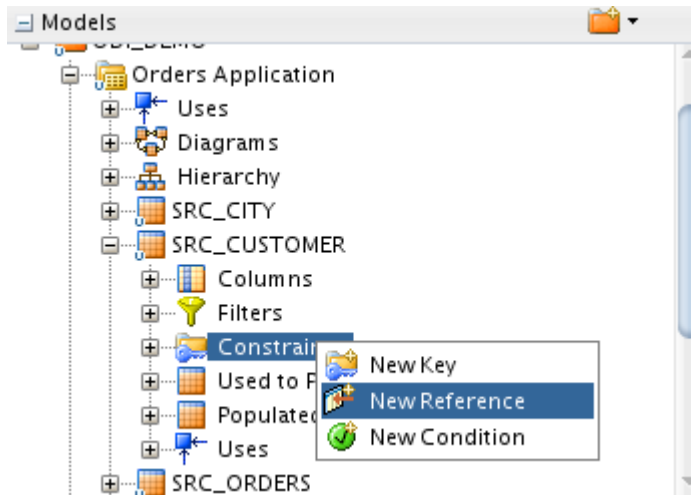 Models
Orders Application
Uses
Diagrams
Hierarchy
SRC_CITY
SRC_CUSTOMER
Columns
Filters
New Key
Used to
New Reference
Populated
New Condition
Uses
SRC_ORDERS